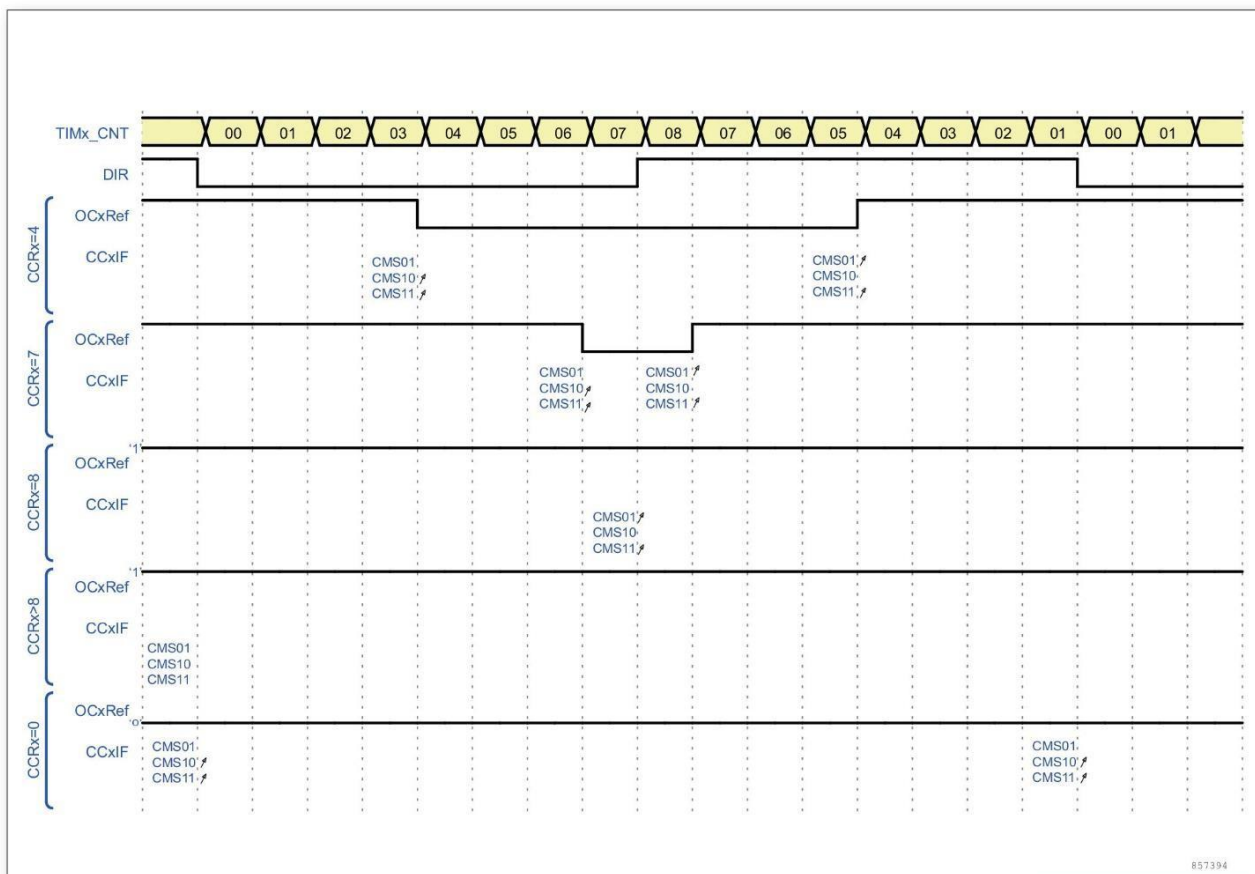 TIMx_CNT 00 01 02 03 04 05 06 07 08 07 06 05 04 03 02 01 00 01
DIR
CCRx=4
OCxRef
CCxIF
CMS01 CMS01
CMS10 CMS10
CMS11 CMS11
CCRx=7
OCxRef
CCxIF
CMS01 CMS01
CMS10 CMS10
CMS11 CMS11
CCRx=8
'1'
OCxRef
CCxIF
CMS01
CMS10
CMS11
CCRx>8
'1'
OCxRef
CCxIF
CMS01
CMS10
CMS11
CCRx=0
OCxRef
'0'
CCxIF
CMS01 CMS01
CMS10 CMS10
CMS11 CMS11
857394